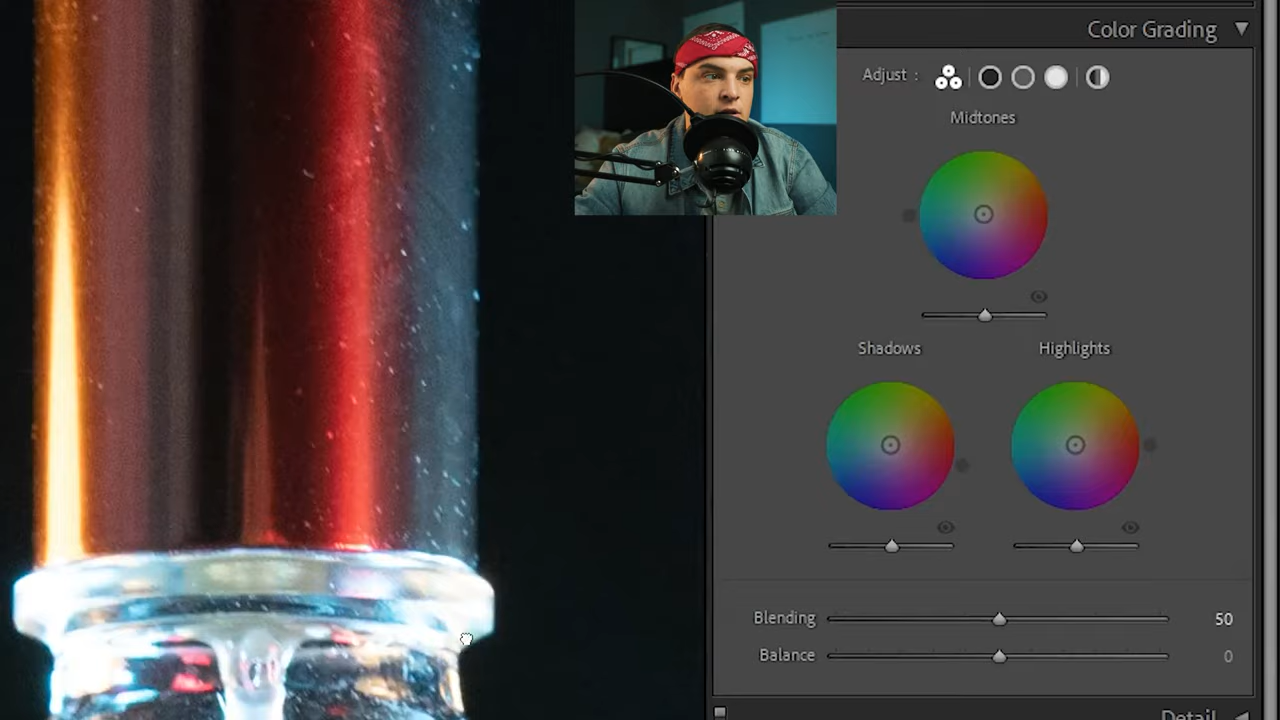 Color Grading
Adjust :
Midtones
Shadows Highlights
Blending 50
Balance 0
Detail